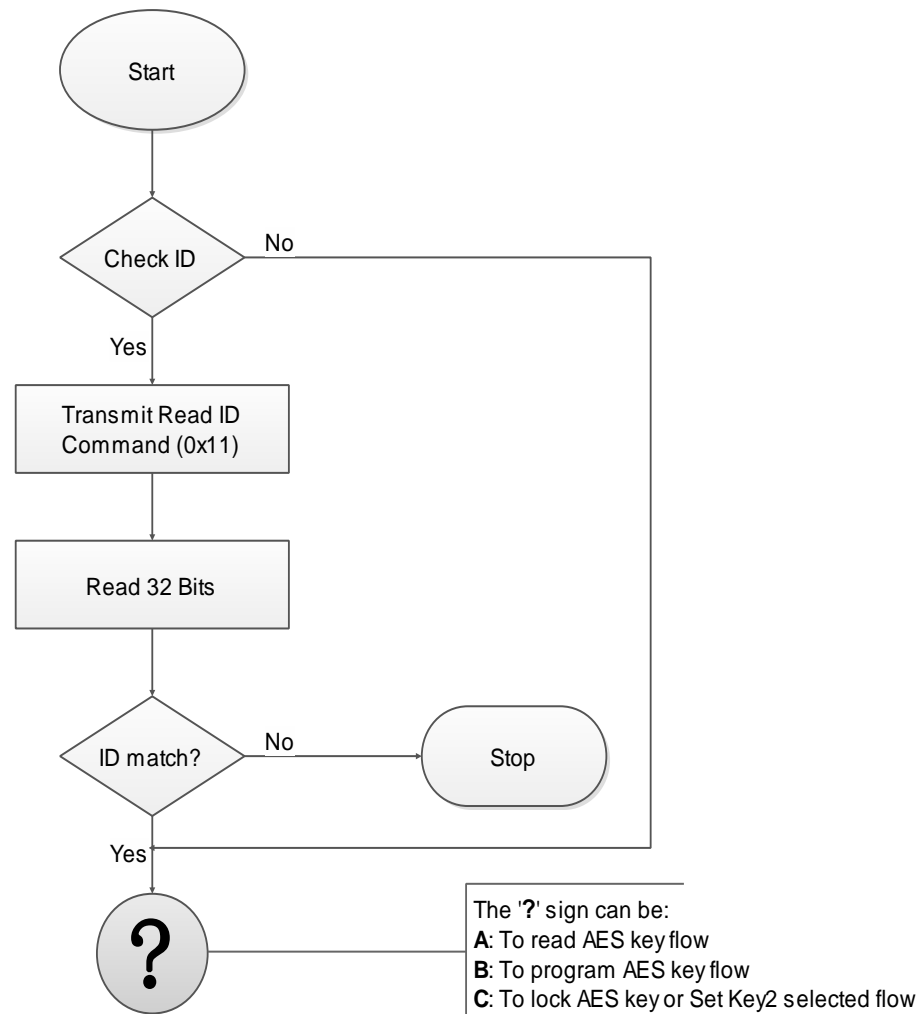 Start
Check ID
No
Yes
Transmit Read ID
Command (0x11)
Read 32 Bits
ID match?
No
Stop
Yes
?
The '?' sign can be:
A: To read AES key flow
B: To program AES key flow
C: To lock AES key or Set Key2 selected flow